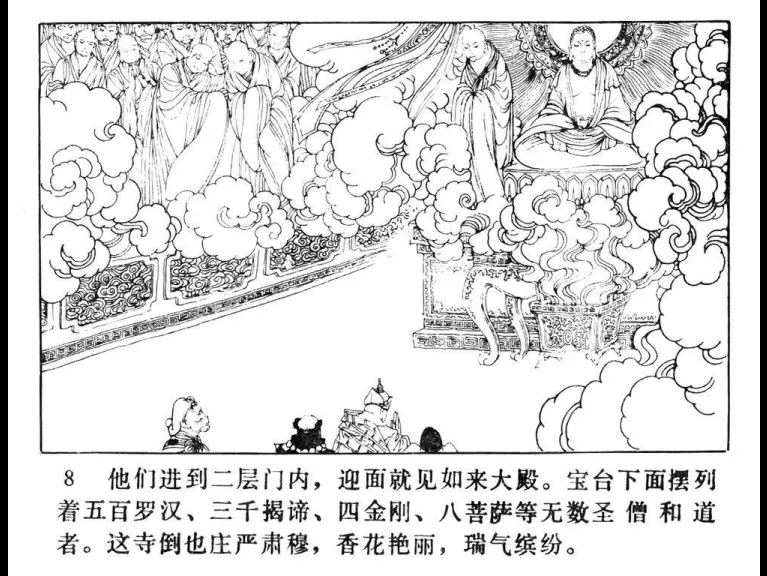 8 他们进到二层门内，迎面就见如来大殿。宝台下面摆列
着五百罗汉、三千揭谛、四金刚、八菩萨等无数圣僧和道
者。这寺倒也庄严肃穆，香花艳丽，瑞气缤纷。